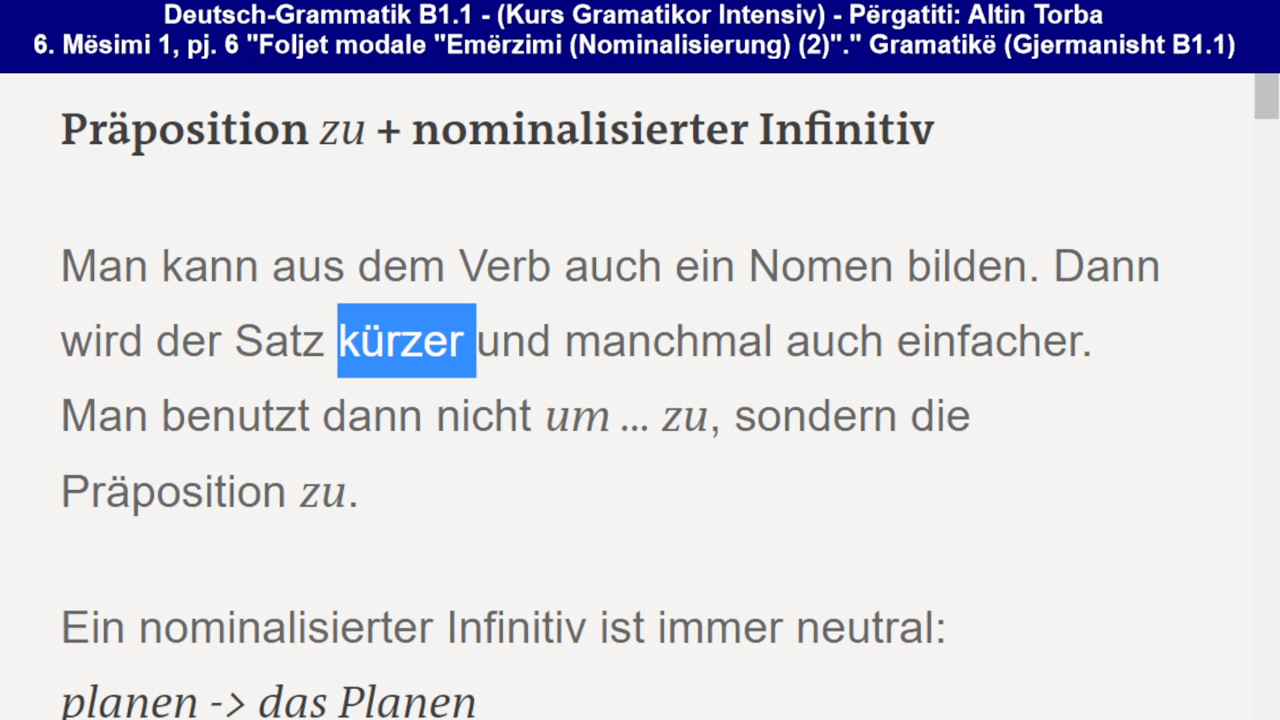 Deutsch-Grammatik B1.1 - (Kurs Gramatikor Intensiv) - Përgatiti: Altin Torba
6. Mësimi 1, pj. 6 "Foljet modale "Emërzimi (Nominalisierung) (2)"." Gramatikë (Gjermanisht B1.1)
Präposition zu + nominalisierter Infinitiv
Man kann aus dem Verb auch ein Nomen bilden. Dann
wird der Satz kürzer und manchmal auch einfacher.
Man benutzt dann nicht um ... zu, sondern die
Präposition zu.
Ein nominalisierter Infinitiv ist immer neutral:
planen -> das Planen